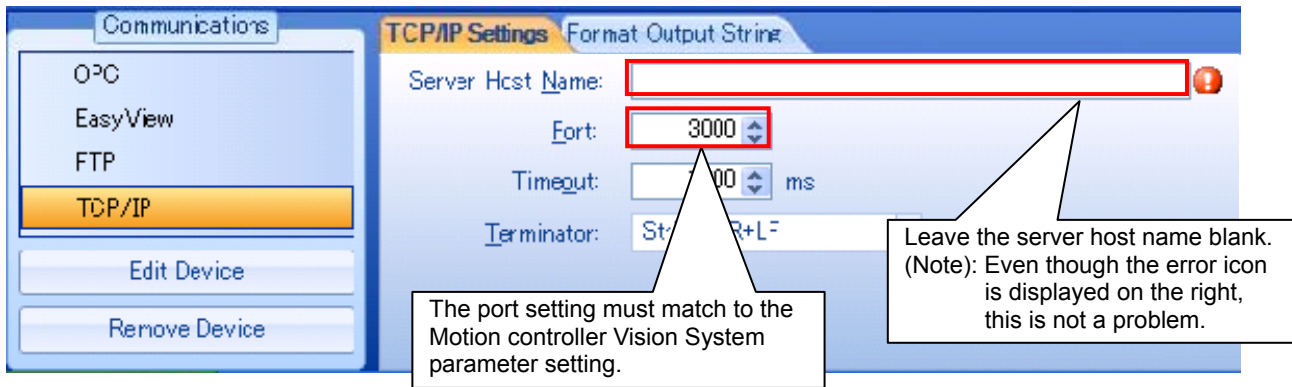 Communications
OPC
EasyView
FTP
TCP/IP
Edit Device
Remove Device
TCP/IP Settings
Format Output String
Server Host Name:
Port:
3000
Timeout:
00
ms
Terminator:
The port setting must match to the
Motion controller Vision System
parameter setting.
Leave the server host name blank.
(Note): Even though the error icon
is displayed on the right,
this is not a problem.